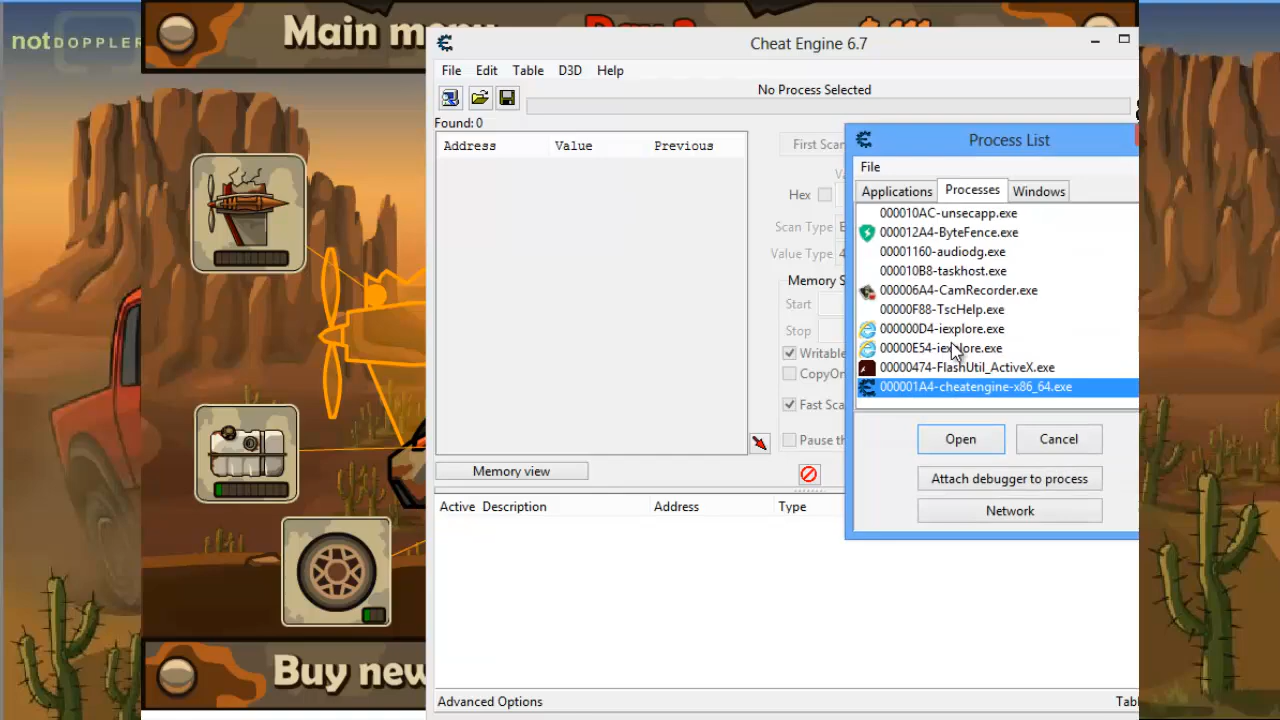 notDOPPLER
Main
Cheat Engine 6.7
File Edit Table D3D Help
No Process Selected
Found: 0
Address Value Previous
First Scan
Hex
Scan Type
Value Type 4
Memory S
Start
Stop
Writable
CopyOn
Fast Sca
Pause th
Memory view
Active Description Address Type
Advanced Options
Process List
File
Applications Processes Windows
000010AC-unsecapp.exe
000012A4-ByteFence.exe
00001160-audiodg.exe
000010B8-taskhost.exe
000006A4-CamRecorder.exe
00000F88-TscHelp.exe
000000D4-iexplore.exe
00000E54-iexplore.exe
00000474-FlashUtil_ActiveX.exe
000001A4-cheatengine-x86_64.exe
Open Cancel
Attach debugger to process
Network
Buy new